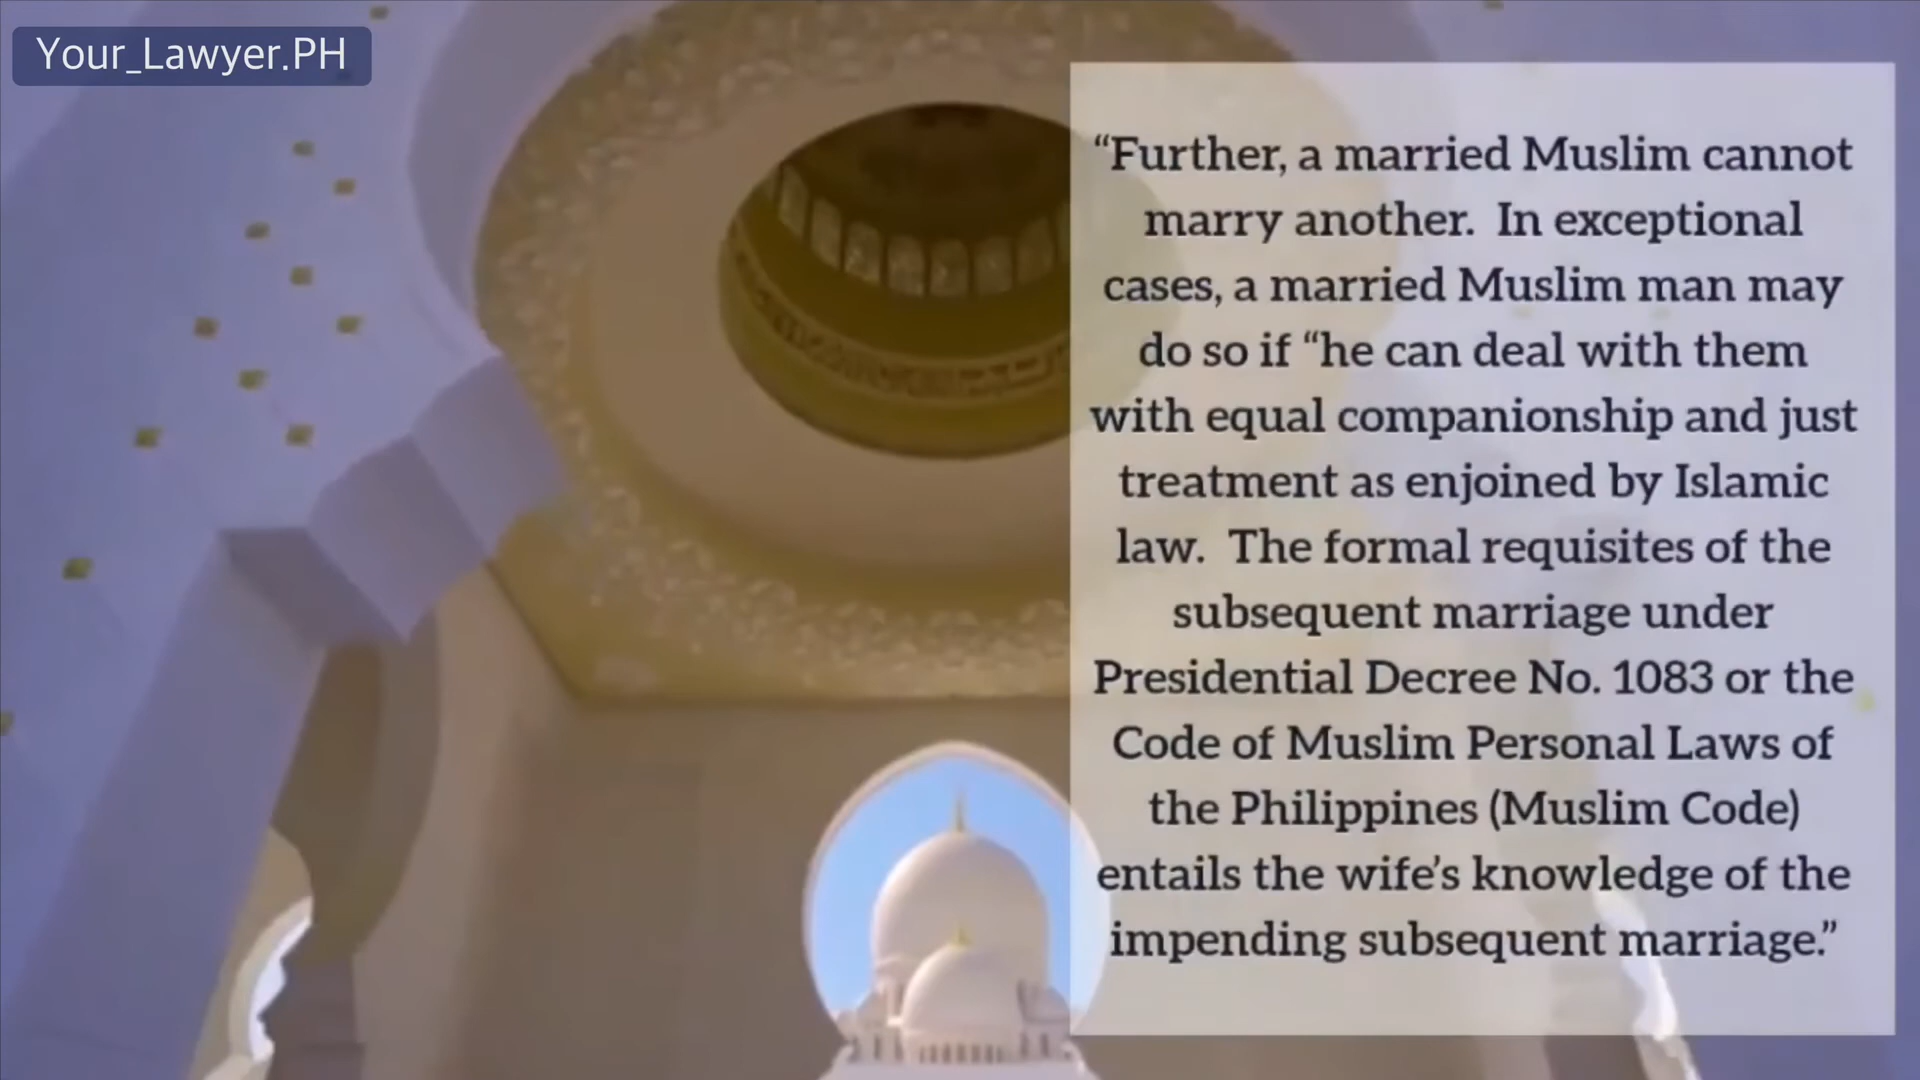 Your_Lawyer.PH
“Further, a married Muslim cannot
marry another.  In exceptional
cases, a married Muslim man may
do so if “he can deal with them
with equal companionship and just
treatment as enjoined by Islamic
law.  The formal requisites of the
subsequent marriage under
Presidential Decree No. 1083 or the
Code of Muslim Personal Laws of
the Philippines (Muslim Code)
entails the wife’s knowledge of the
impending subsequent marriage.”